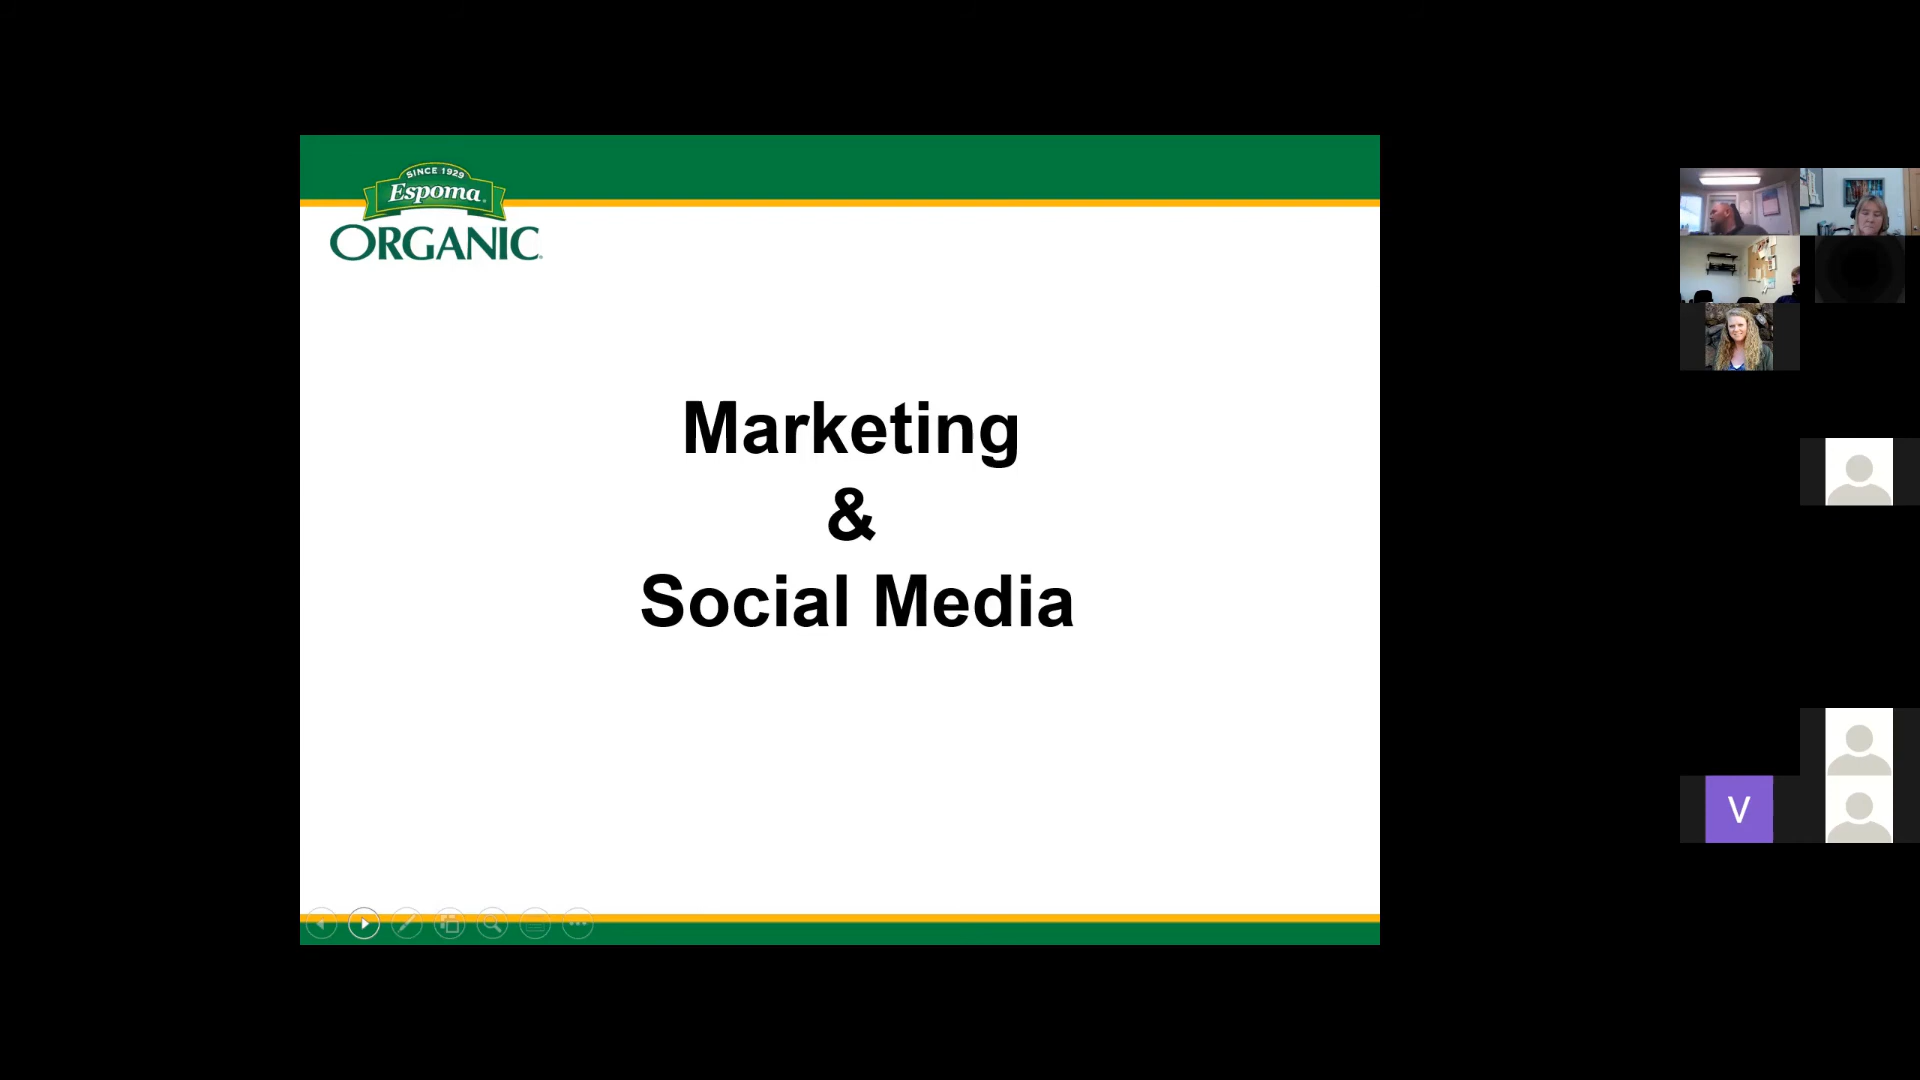 SINCE 1929
Espoma
ORGANIC
Marketing
&
Social Media
V